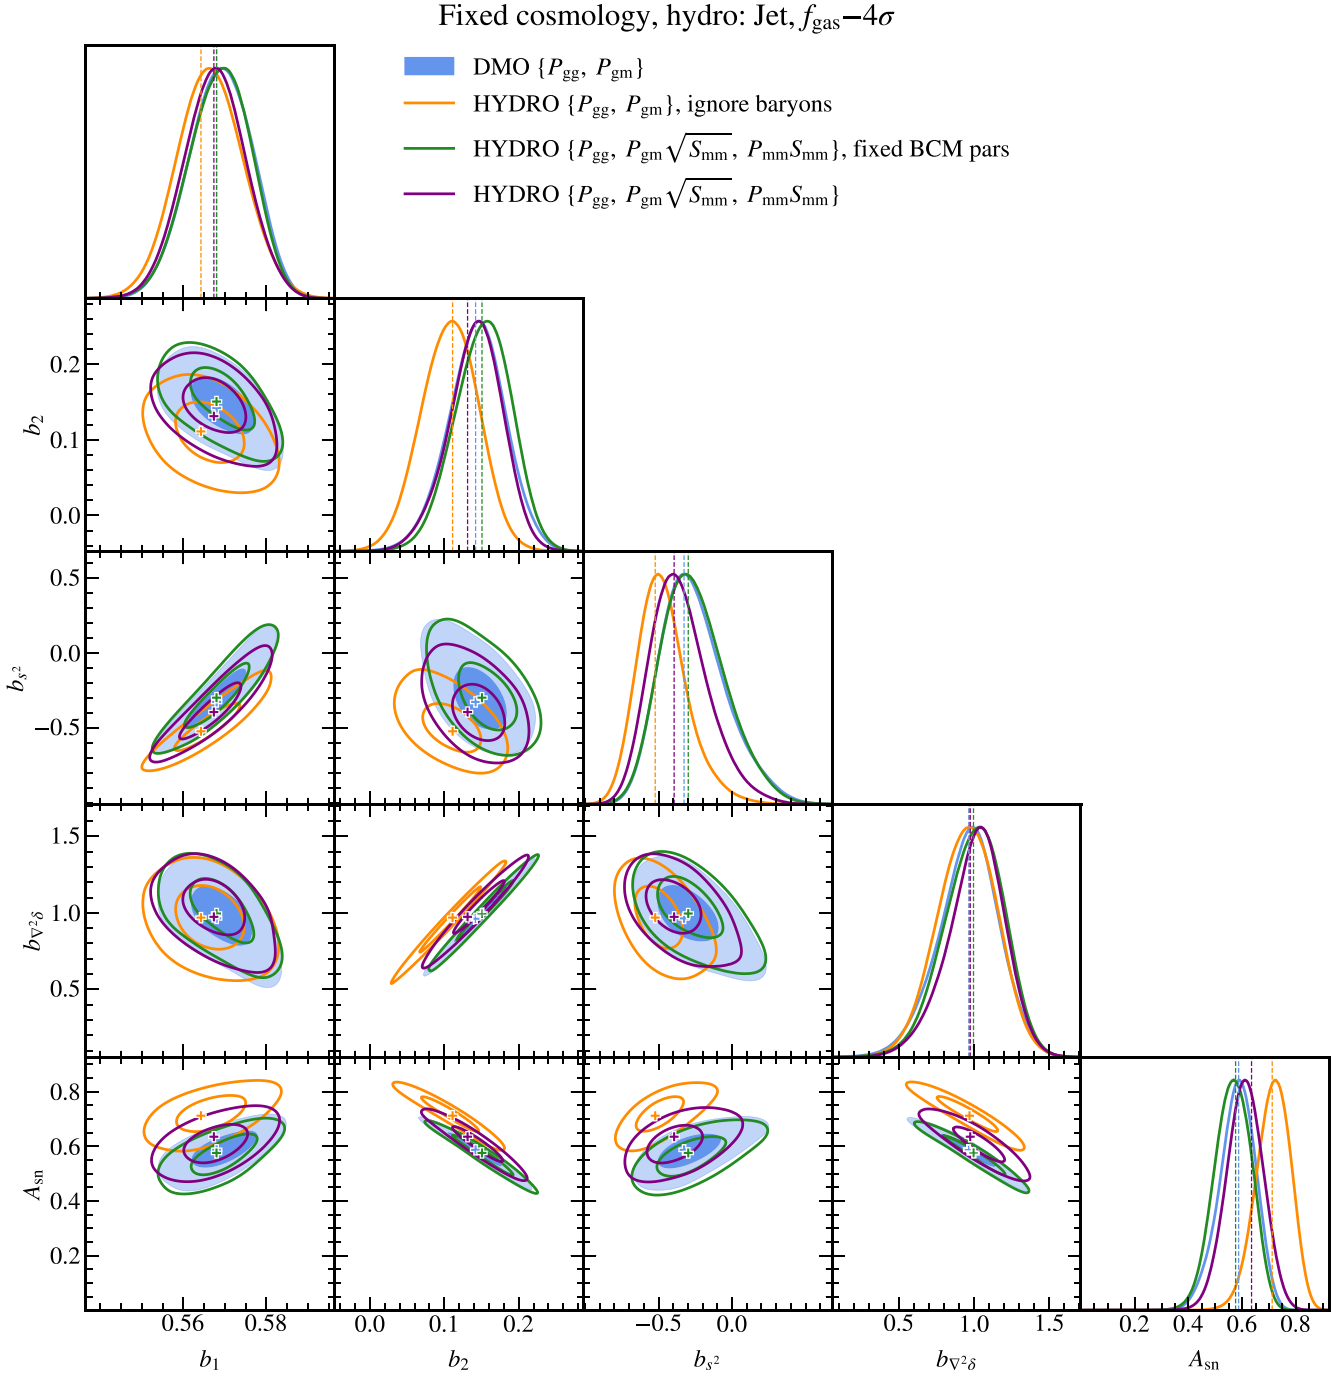 Fixed cosmology, hydro: Jet, f_gas−4σ
DMO {P_gg, P_gm}
HYDRO {P_gg, P_gm}, ignore baryons
HYDRO {P_gg, P_gm√S_mm, P_mmS_mm}, fixed BCM pars
HYDRO {P_gg, P_gm√S_mm, P_mmS_mm}
0.2
0.1
0.0
b_2
0.5
0.0
−0.5
b_s²
1.5
1.0
0.5
b_∇²δ
0.8
0.6
0.4
0.2
A_sn
0.56 0.58 0.0 0.1 0.2 −0.5 0.0 0.5 1.0 1.5 0.2 0.4 0.6 0.8
b_1 b_2 b_s² b_∇²δ A_sn